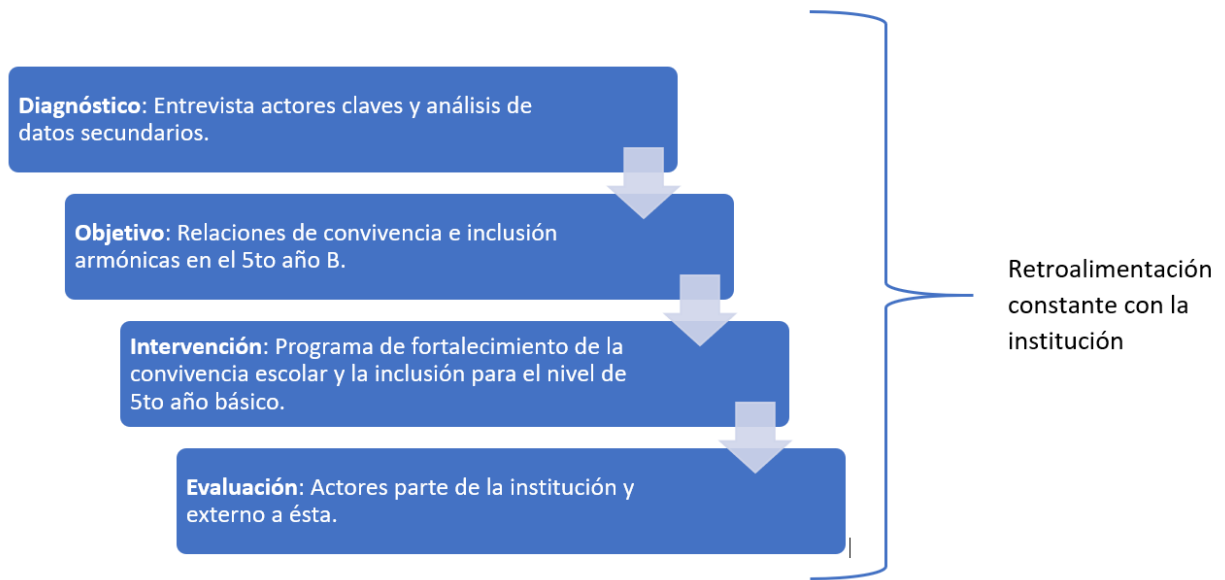 Diagnóstico: Entrevista actores claves y análisis de
datos secundarios.
Objetivo: Relaciones de convivencia e inclusión
armónicas en el 5to año B.
Intervención: Programa de fortalecimiento de la
convivencia escolar y la inclusión para el nivel de
5to año básico.
Evaluación: Actores parte de la institución y
externo a ésta.
Retroalimentación
constante con la
institución